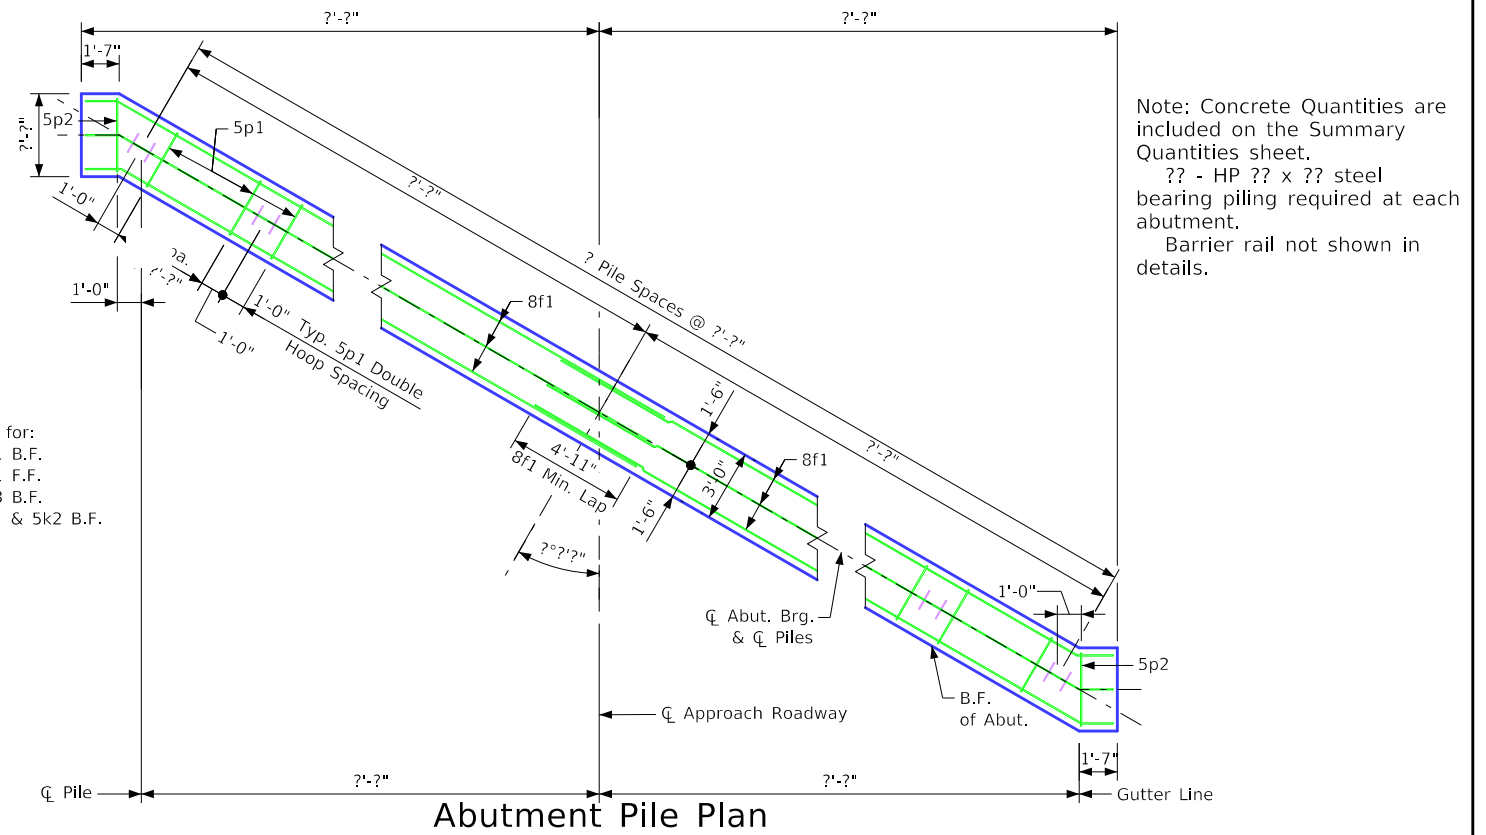 ?'-?"
?'-?"
1'-7"
5p2
5p1
?'-?"
1'-0"
?'-?"
Note: Concrete Quantities are
included on the Summary
Quantities sheet.
?? - HP ?? x ?? steel
bearing piling required at each
abutment.
Barrier rail not shown in
details.
?'-?"
1'-0"
1'-0"
1'-0" Typ. 5p1 Double
Hoop Spacing
8f1
? Pile Spaces @ ?'-?"
for:
B.F.
F.F.
B.F.
& 5k2 B.F.
4'-11"
8f1 Min. Lap
1'-6"
3'-0"
1'-6"
8f1
?'-?"
?°?'?"
℄ Abut. Brg.
& ℄ Piles
1'-0"
5p2
B.F.
of Abut.
℄ Approach Roadway
1'-7"
℄ Pile
?'-?"
?'-?"
Gutter Line
Abutment Pile Plan